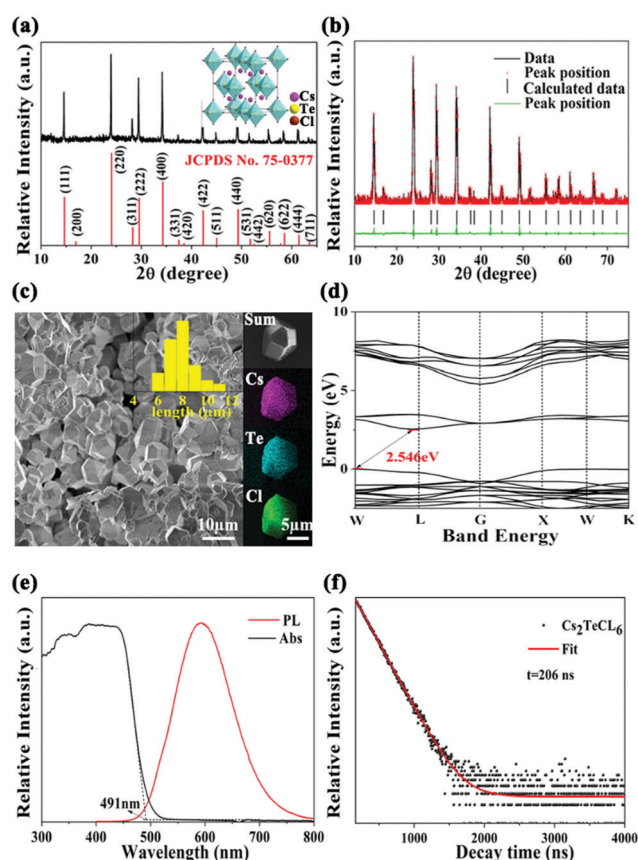 (a)
Relative Intensity (a.u.)
Cs
Te
Cl
JCPDS No. 75-0377
(111)
(200)
(220)
(311)
(222)
(400)
(331)
(420)
(422)
(511)
(440)
(531)
(442)
(620)
(622)
(444)
(711)
10 20 30 40 50 60
2θ (degree)
(b)
Relative Intensity (a.u.)
Data
Peak position
Calculated data
Peak position
10 20 30 40 50 60 70
2θ (degree)
(c)
4 6 8 10 12
length (μm)
10μm
Sum
Cs
Te
Cl
5μm
(d)
Energy (eV)
10
5
0
2.546eV
W L G X W K
Band Energy
(e)
Relative Intensity (a.u.)
PL
Abs
491nm
300 400 500 600 700 800
Wavelength (nm)
(f)
Relative Intensity (a.u.)
Cs₂TeCL₆
Fit
t=206 ns
1000 2000 3000 4000
Decay time (ns)